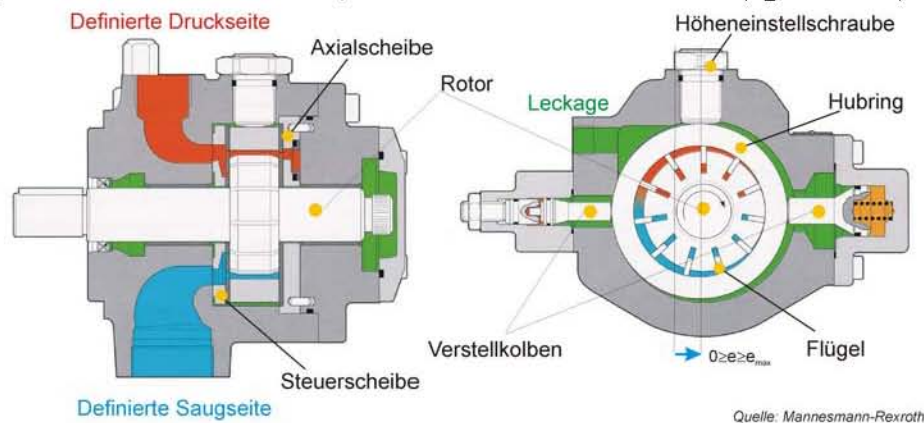 Definierte Druckseite
Axialscheibe
Rotor
Höheneinstellschraube
Leckage
Hubring
Verstellkolben
Steuerscheibe
Definierte Saugseite
0≥e≥emax
Flügel
Quelle: Mannesmann-Rexroth